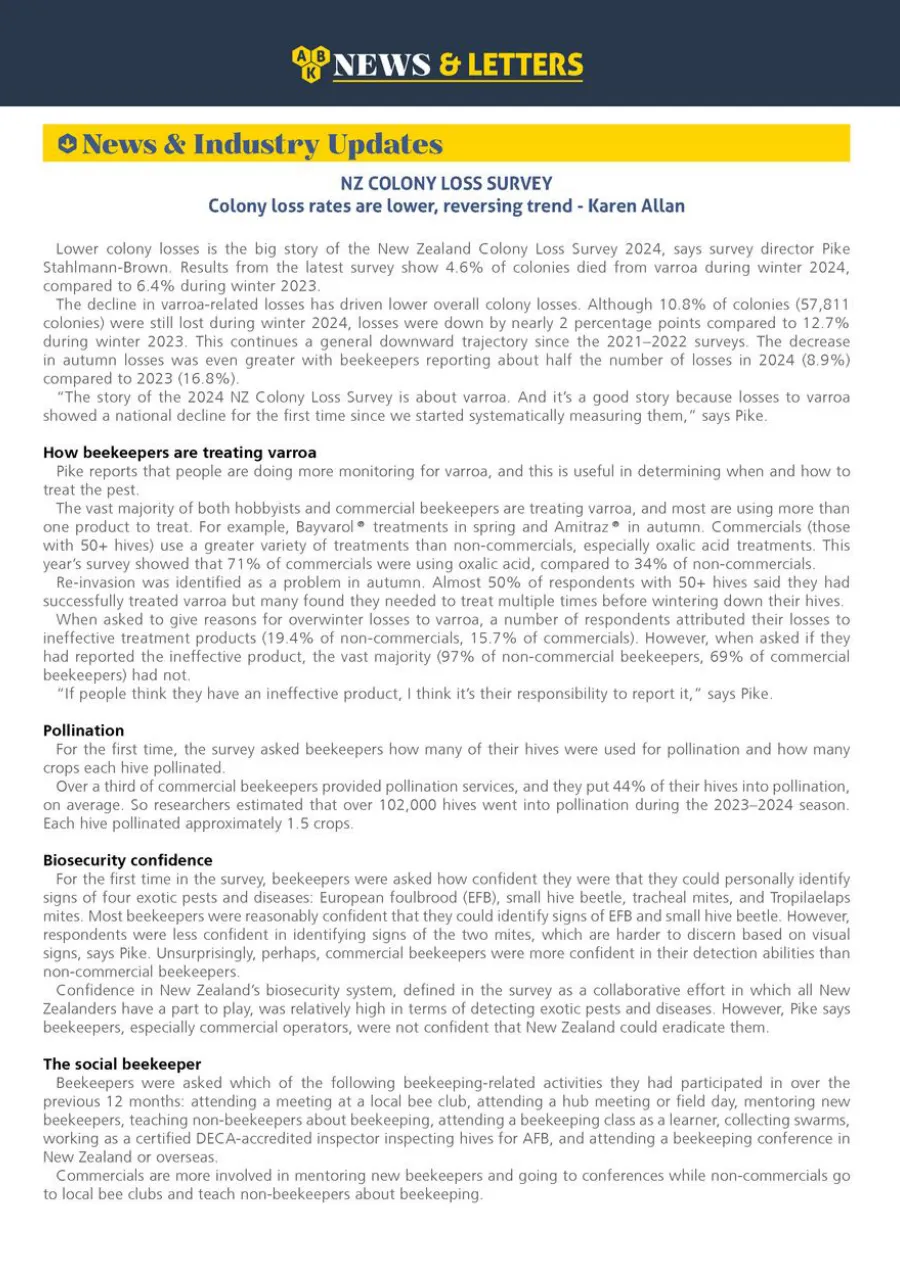 ABK NEWS & LETTERS
News & Industry Updates
NZ COLONY LOSS SURVEY
Colony loss rates are lower, reversing trend - Karen Allan
Lower colony losses is the big story of the New Zealand Colony Loss Survey 2024, says survey director Pike
Stahlmann-Brown. Results from the latest survey show 4.6% of colonies died from varroa during winter 2024,
compared to 6.4% during winter 2023.
The decline in varroa-related losses has driven lower overall colony losses. Although 10.8% of colonies (57,811
colonies) were still lost during winter 2024, losses were down by nearly 2 percentage points compared to 12.7%
during winter 2023. This continues a general downward trajectory since the 2021–2022 surveys. The decrease
in autumn losses was even greater with beekeepers reporting about half the number of losses in 2024 (8.9%)
compared to 2023 (16.8%).
“The story of the 2024 NZ Colony Loss Survey is about varroa. And it’s a good story because losses to varroa
showed a national decline for the first time since we started systematically measuring them,” says Pike.
How beekeepers are treating varroa
Pike reports that people are doing more monitoring for varroa, and this is useful in determining when and how to
treat the pest.
The vast majority of both hobbyists and commercial beekeepers are treating varroa, and most are using more than
one product to treat. For example, Bayvarol® treatments in spring and Amitraz® in autumn. Commercials (those
with 50+ hives) use a greater variety of treatments than non-commercials, especially oxalic acid treatments. This
year’s survey showed that 71% of commercials were using oxalic acid, compared to 34% of non-commercials.
Re-invasion was identified as a problem in autumn. Almost 50% of respondents with 50+ hives said they had
successfully treated varroa but many found they needed to treat multiple times before wintering down their hives.
When asked to give reasons for overwinter losses to varroa, a number of respondents attributed their losses to
ineffective treatment products (19.4% of non-commercials, 15.7% of commercials). However, when asked if they
had reported the ineffective product, the vast majority (97% of non-commercial beekeepers, 69% of commercial
beekeepers) had not.
“If people think they have an ineffective product, I think it’s their responsibility to report it,” says Pike.
Pollination
For the first time, the survey asked beekeepers how many of their hives were used for pollination and how many
crops each hive pollinated.
Over a third of commercial beekeepers provided pollination services, and they put 44% of their hives into pollination,
on average. So researchers estimated that over 102,000 hives went into pollination during the 2023–2024 season.
Each hive pollinated approximately 1.5 crops.
Biosecurity confidence
For the first time in the survey, beekeepers were asked how confident they were that they could personally identify
signs of four exotic pests and diseases: European foulbrood (EFB), small hive beetle, tracheal mites, and Tropilaelaps
mites. Most beekeepers were reasonably confident that they could identify signs of EFB and small hive beetle. However,
respondents were less confident in identifying signs of the two mites, which are harder to discern based on visual
signs, says Pike. Unsurprisingly, perhaps, commercial beekeepers were more confident in their detection abilities than
non-commercial beekeepers.
Confidence in New Zealand’s biosecurity system, defined in the survey as a collaborative effort in which all New
Zealanders have a part to play, was relatively high in terms of detecting exotic pests and diseases. However, Pike says
beekeepers, especially commercial operators, were not confident that New Zealand could eradicate them.
The social beekeeper
Beekeepers were asked which of the following beekeeping-related activities they had participated in over the
previous 12 months: attending a meeting at a local bee club, attending a hub meeting or field day, mentoring new
beekeepers, teaching non-beekeepers about beekeeping, attending a beekeeping class as a learner, collecting swarms,
working as a certified DECA-accredited inspector inspecting hives for AFB, and attending a beekeeping conference in
New Zealand or overseas.
Commercials are more involved in mentoring new beekeepers and going to conferences while non-commercials go
to local bee clubs and teach non-beekeepers about beekeeping.